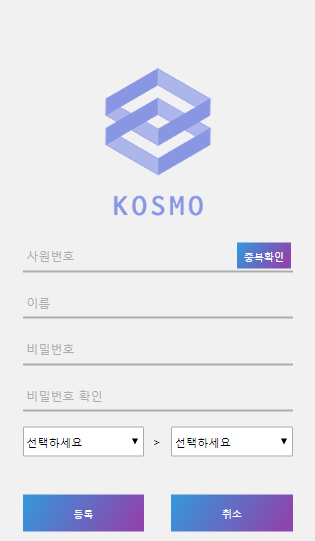 KOSMO
사원번호 중복확인
이름
비밀번호
비밀번호 확인
선택하세요 > 선택하세요
등록 취소